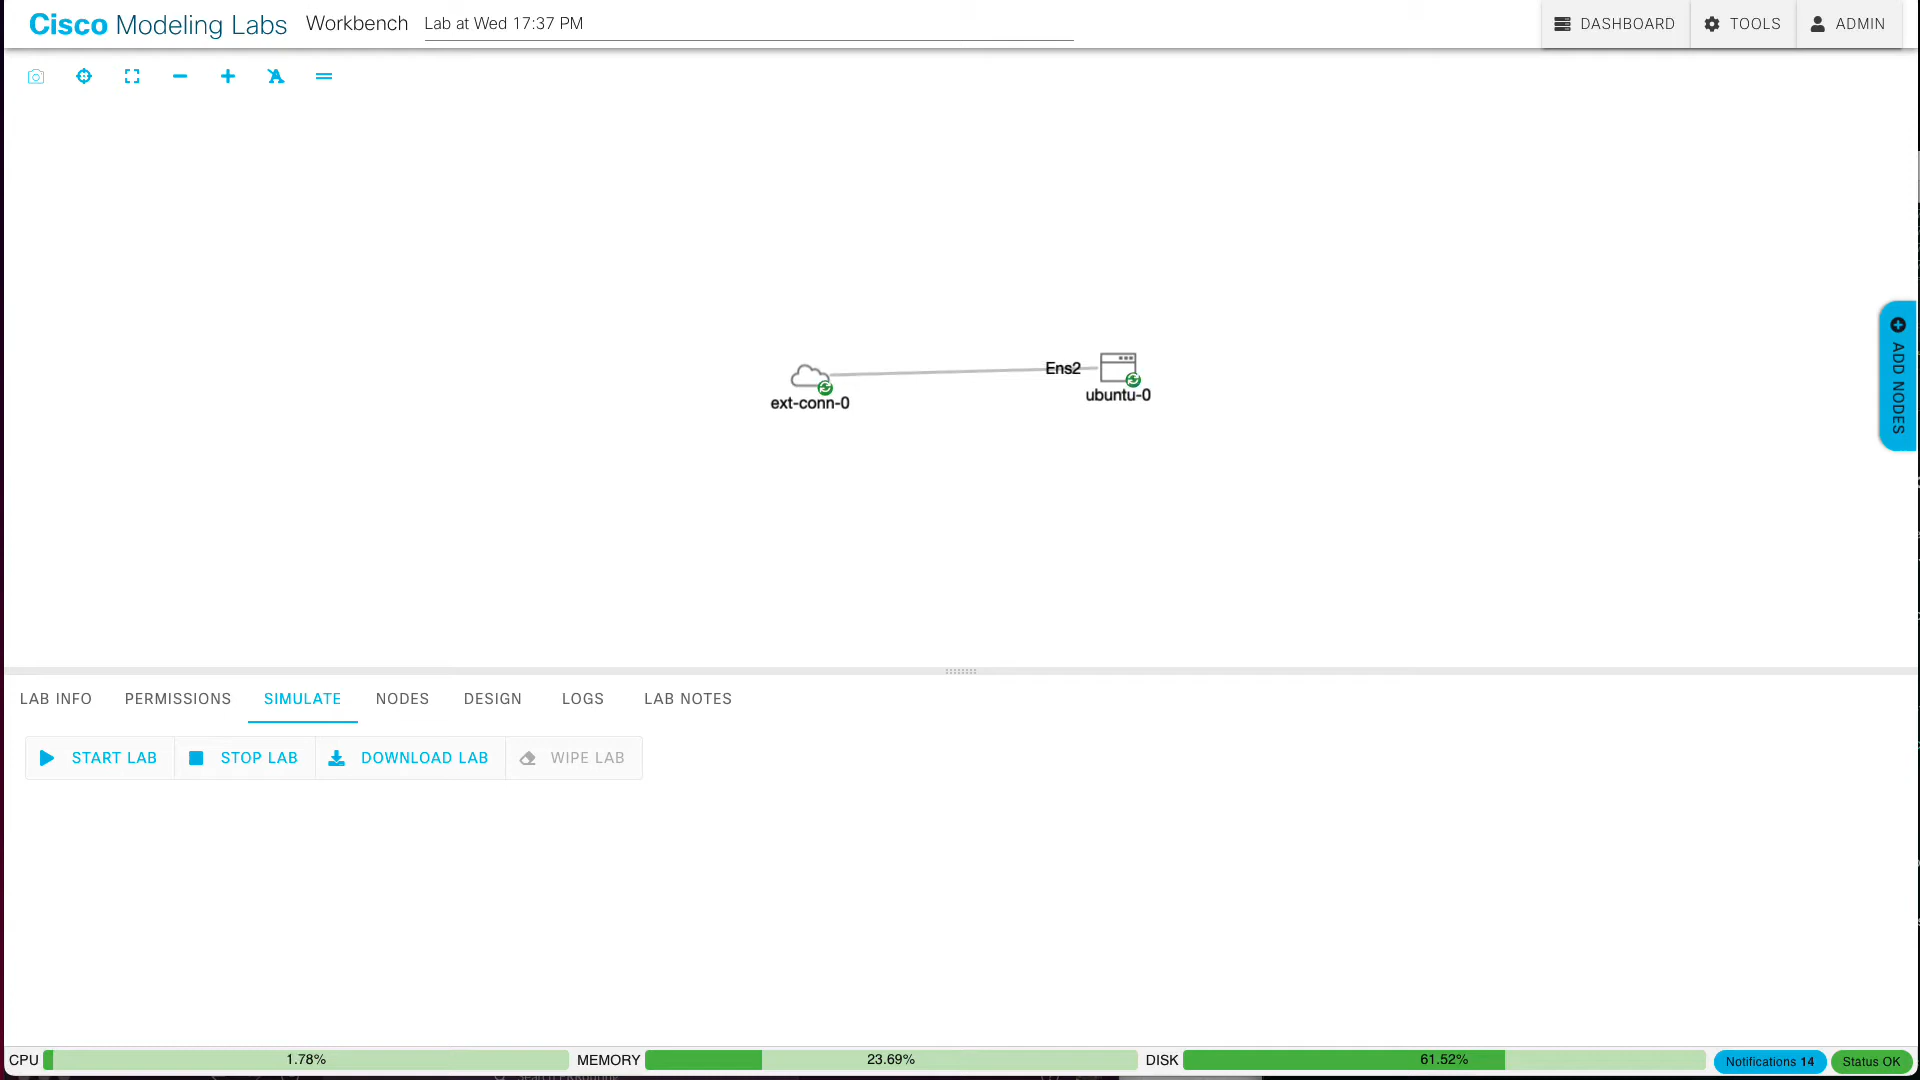 Cisco Modeling Labs Workbench Lab at Wed 17:37 PM DASHBOARD TOOLS ADMIN
Ens2
ext-conn-0
ubuntu-0
ADD NODES
LAB INFO PERMISSIONS SIMULATE NODES DESIGN LOGS LAB NOTES
START LAB STOP LAB DOWNLOAD LAB WIPE LAB
CPU 1.78% MEMORY 23.69% DISK 61.52% Notifications 14 Status OK